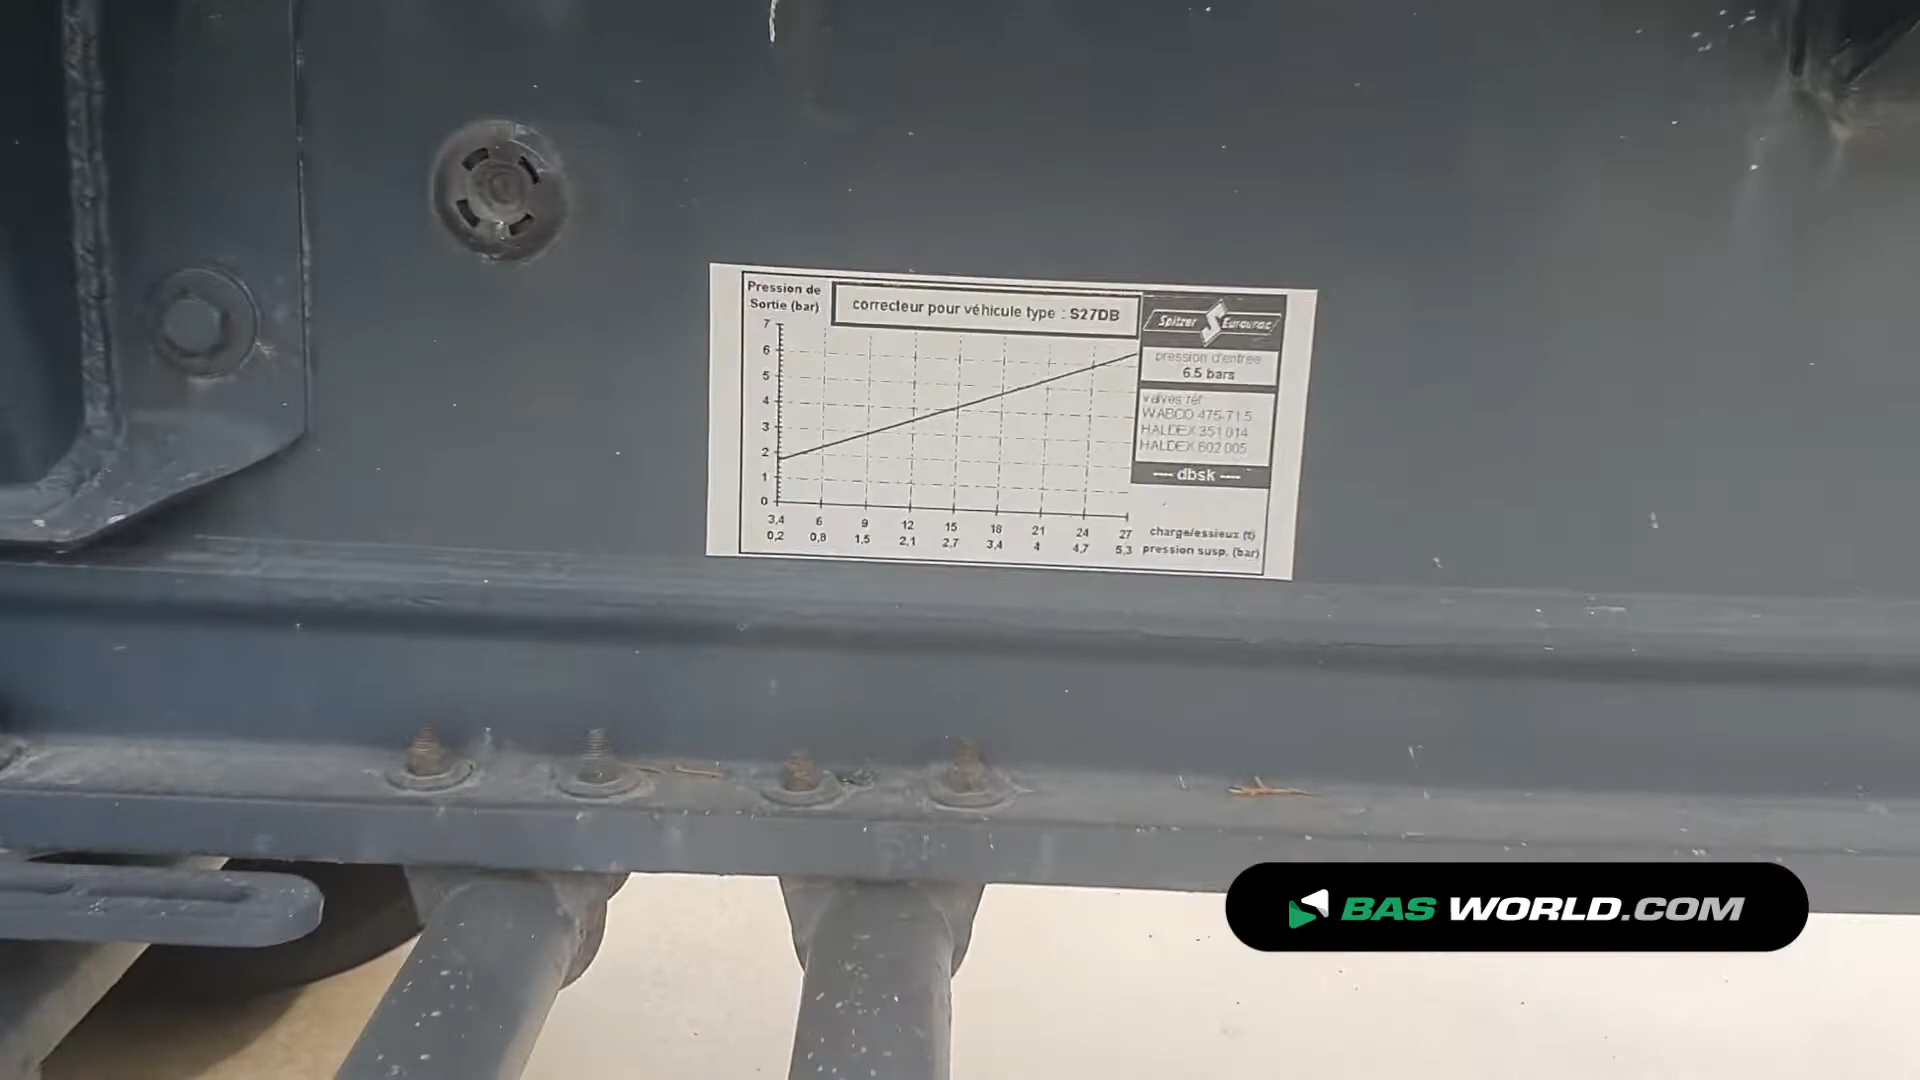 Pression de
Sortie (bar)
correcteur pour véhicule type : S27DB
Spitzer Eurovrac
pression d'entree
6.5 bars
valves réf
WABCO 475-71 5
HALDEX 351 014
HALDEX 602 005
--- dbsk ---
7
6
5
4
3
2
1
0
3,4 6 9 12 15 18 21 24 27 charge/essieux (t)
0,2 0,8 1,5 2,1 2,7 3,4 4 4,7 5,3 pression susp. (bar)
BAS WORLD.COM